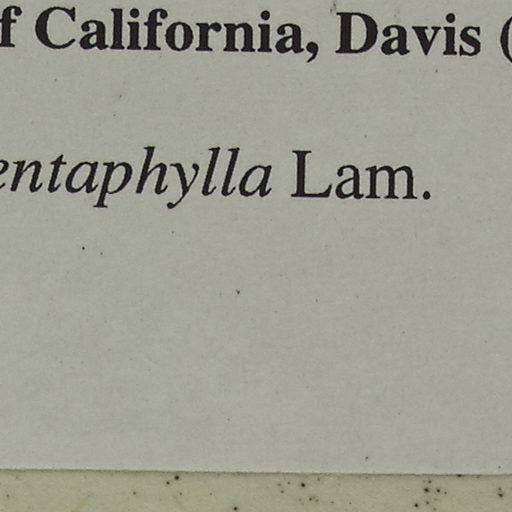 f California, Davis (
entaphylla Lam.